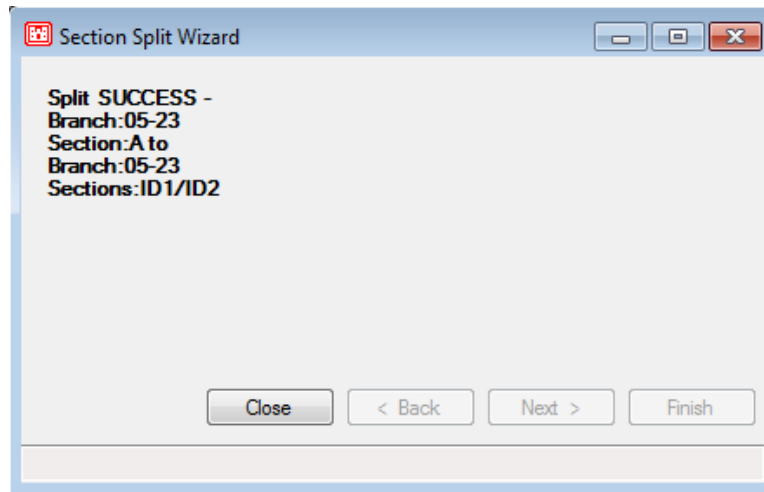 Section Split Wizard
Split SUCCESS -
Branch:05-23
Section:A to
Branch:05-23
Sections:ID1/ID2
Close
< Back
Next >
Finish